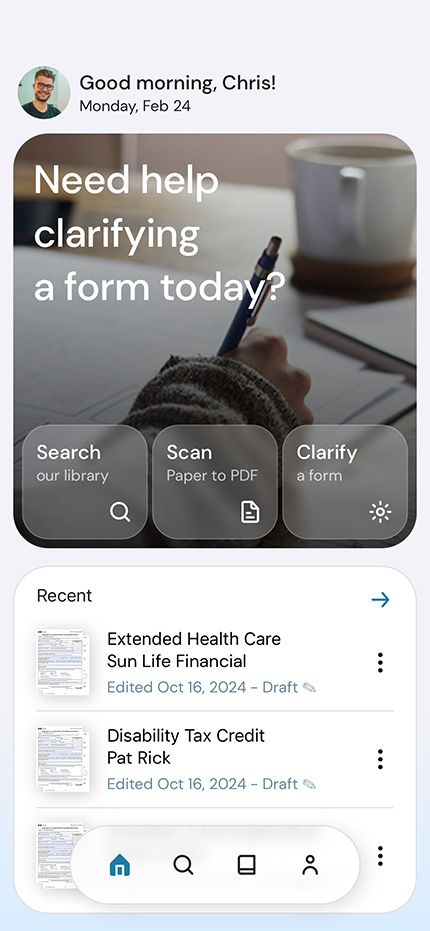 Good morning, Chris!
Monday, Feb 24
Need help
clarifying
a form today?
Search
our library
Scan
Paper to PDF
Clarify
a form
Recent
Extended Health Care
Sun Life Financial
Edited Oct 16, 2024 - Draft
Disability Tax Credit
Pat Rick
Edited Oct 16, 2024 - Draft